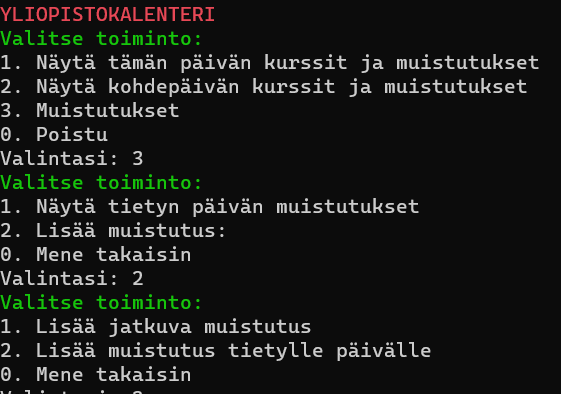 YLIOPISTOKALENTERI
Valitse toiminto:
1. Näytä tämän päivän kurssit ja muistutukset
2. Näytä kohdepäivän kurssit ja muistutukset
3. Muistutukset
0. Poistu
Valintasi: 3
Valitse toiminto:
1. Näytä tietyn päivän muistutukset
2. Lisää muistutus:
0. Mene takaisin
Valintasi: 2
Valitse toiminto:
1. Lisää jatkuva muistutus
2. Lisää muistutus tietylle päivälle
0. Mene takaisin